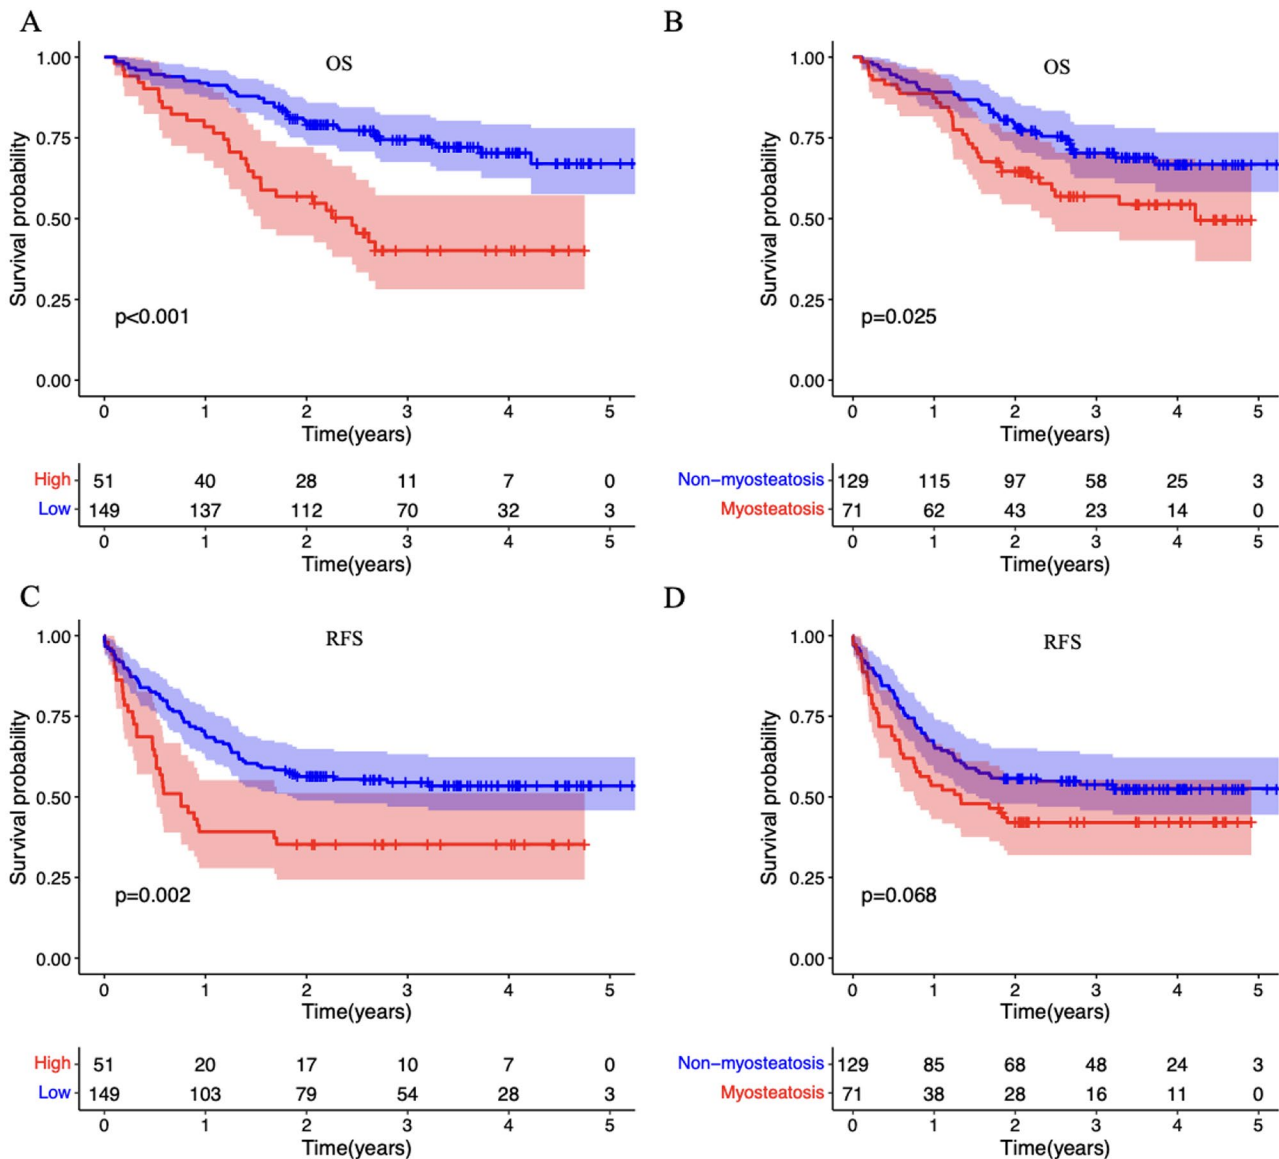 A
OS
Survival probability
1.00
0.75
0.50
0.25
0.00
p<0.001
0 1 2 3 4 5
Time(years)
High 51 40 28 11 7 0
Low 149 137 112 70 32 3
0 1 2 3 4 5
Time(years)
B
OS
Survival probability
1.00
0.75
0.50
0.25
0.00
p=0.025
0 1 2 3 4 5
Time(years)
Non−myosteatosis 129 115 97 58 25 3
Myosteatosis 71 62 43 23 14 0
0 1 2 3 4 5
Time(years)
C
RFS
Survival probability
1.00
0.75
0.50
0.25
0.00
p=0.002
0 1 2 3 4 5
Time(years)
High 51 20 17 10 7 0
Low 149 103 79 54 28 3
0 1 2 3 4 5
Time(years)
D
RFS
Survival probability
1.00
0.75
0.50
0.25
0.00
p=0.068
0 1 2 3 4 5
Time(years)
Non−myosteatosis 129 85 68 48 24 3
Myosteatosis 71 38 28 16 11 0
0 1 2 3 4 5
Time(years)